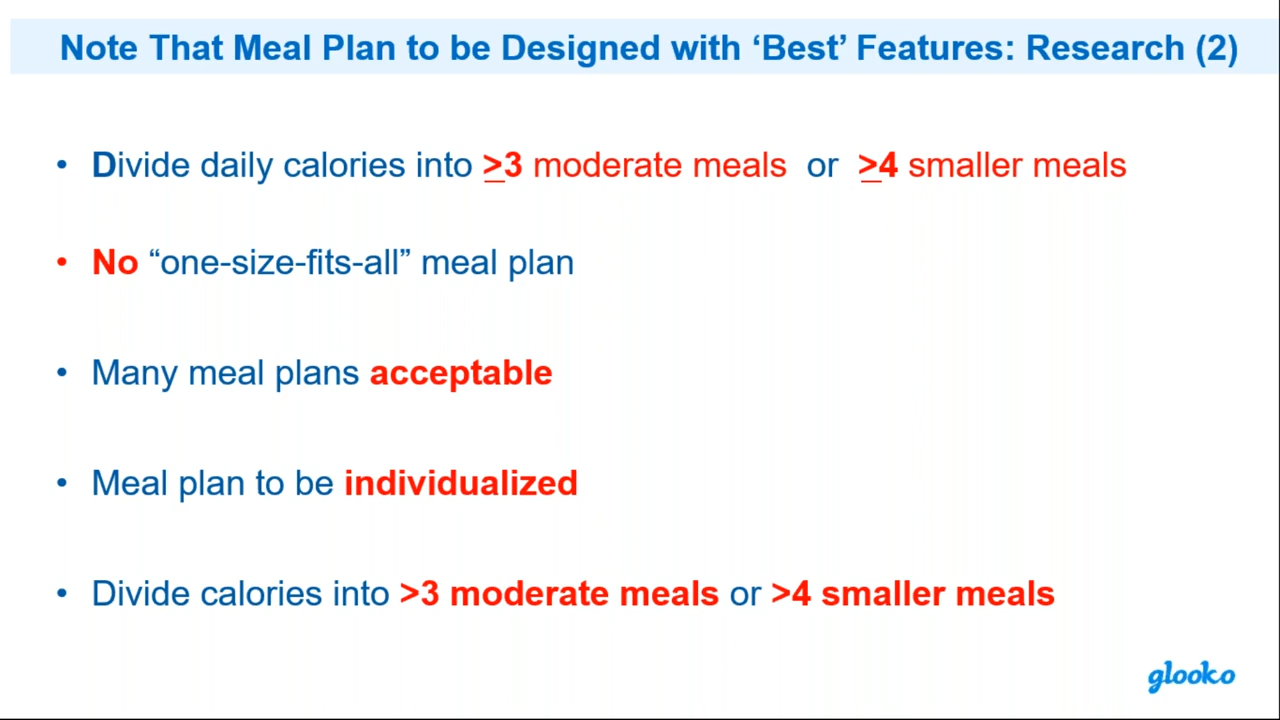 Note That Meal Plan to be Designed with ‘Best’ Features: Research (2)
• Divide daily calories into ≥3 moderate meals or ≥4 smaller meals
• No “one-size-fits-all” meal plan
• Many meal plans acceptable
• Meal plan to be individualized
• Divide calories into >3 moderate meals or >4 smaller meals
glooko